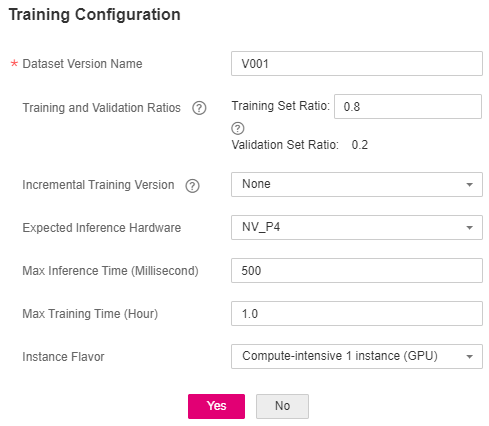 Training Configuration
* Dataset Version Name V001
Training and Validation Ratios ? Training Set Ratio: 0.8
?
Validation Set Ratio: 0.2
Incremental Training Version ? None
Expected Inference Hardware NV_P4
Max Inference Time (Millisecond) 500
Max Training Time (Hour) 1.0
Instance Flavor Compute-intensive 1 instance (GPU)
Yes No